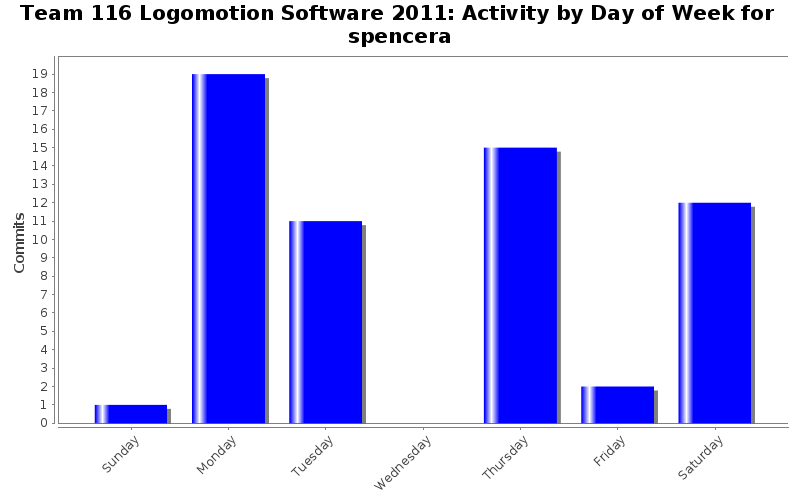 Team 116 Logomotion Software 2011: Activity by Day of Week for
spencera
Commits
19
18
17
16
15
14
13
12
11
10
9
8
7
6
5
4
3
2
1
0
Sunday
Monday
Tuesday
Wednesday
Thursday
Friday
Saturday